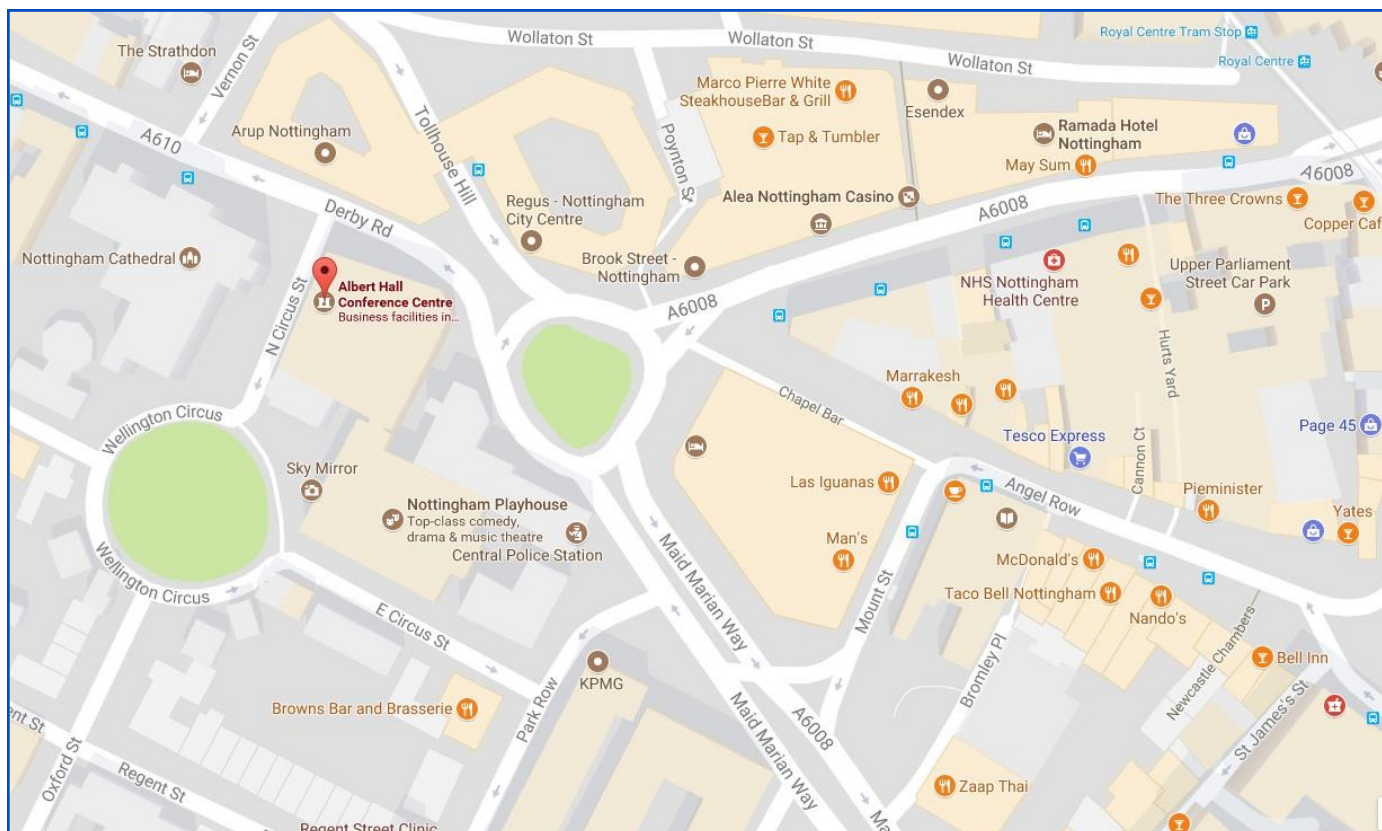 Wollaton St
Wollaton St
Wollaton St
Royal Centre Tram Stop
Royal Centre
The Strathdon
Vernon St
Marco Pierre White
SteakhouseBar & Grill
Esendex
Tollhouse Hill
Poynton St
Tap & Tumbler
Ramada Hotel
Nottingham
Arup Nottingham
A610
May Sum
A6008
Alea Nottingham Casino
A6008
The Three Crowns
Copper Caf
Derby Rd
Regus - Nottingham
City Centre
Nottingham Cathedral
Brook Street -
Nottingham
NHS Nottingham
Health Centre
Upper Parliament
Street Car Park
Albert Hall
Conference Centre
Business facilities in...
N Circus St
A6008
Hurts Yard
Marrakesh
Chapel Bar
Wellington Circus
Tesco Express
Page 45
Cannon Ct
Sky Mirror
Las Iguanas
Angel Row
Pieminister
Nottingham Playhouse
Top-class comedy,
drama & music theatre
Yates
Central Police Station
Man's
McDonald's
Wellington Circus
Maid Marian Way
Mount St
Taco Bell Nottingham
Nando's
E Circus St
Bromley Pl
Newcastle Chambers
Bell Inn
KPMG
Park Row
Browns Bar and Brasserie
A6008
St James's St
Maid Marian Way
Oxford St
ent St
Regent St
Zaap Thai
Ma
Regent Street Clinic